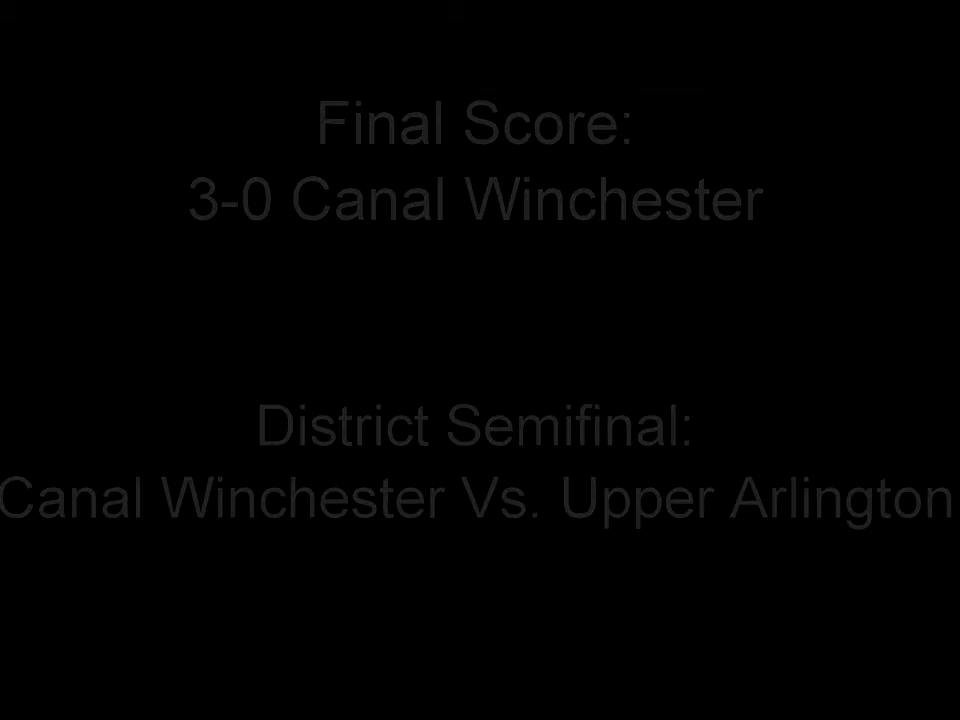 Final Score:
3-0 Canal Winchester
District Semifinal:
Canal Winchester Vs. Upper Arlington